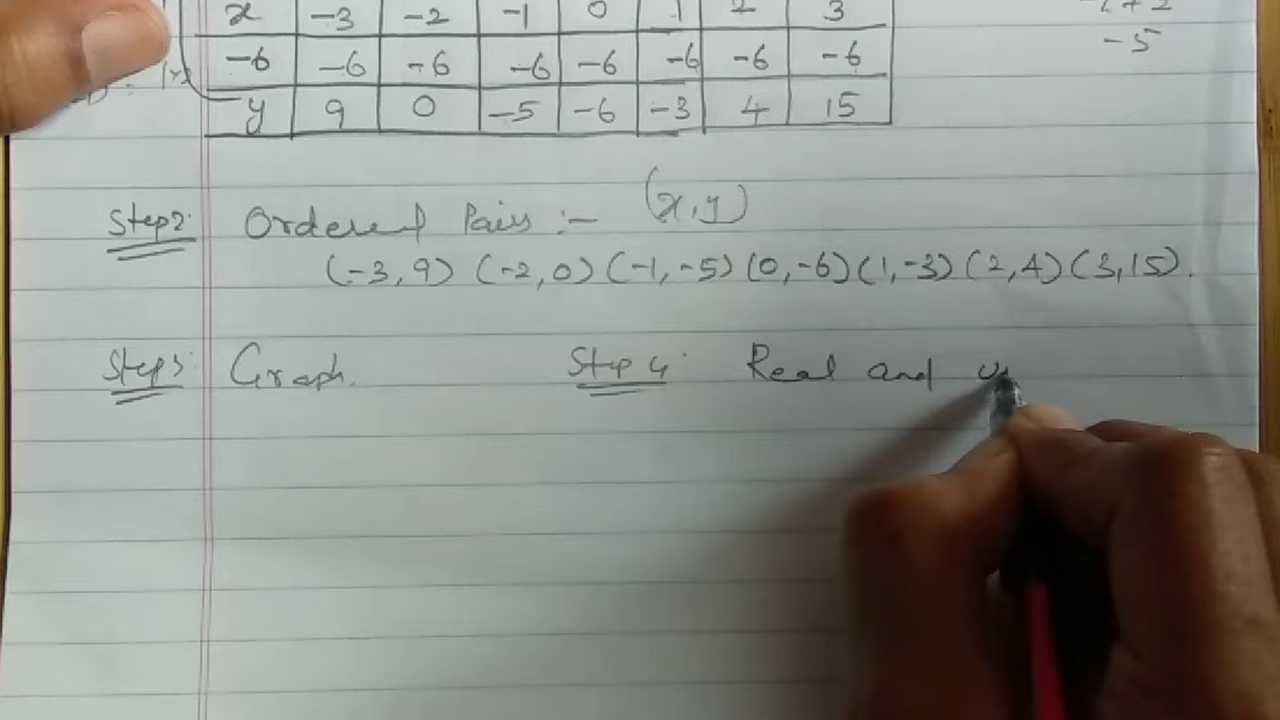 x -3 -2 -1 0 1 2 3
-5
-6 -6 -6 -6 -6 -6 -6 -6
y 9 0 -5 -6 -3 4 15
Step2: Ordered Pairs :- (x,y)
(-3,9) (-2,0) (-1,-5) (0,-6) (1,-3) (2,4) (3,15).
Step3: Graph. Step 4: Real and